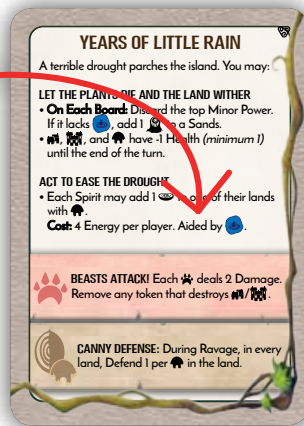 YEARS OF LITTLE RAIN
A terrible drought parches the island. You may:
LET THE PLANTS DIE AND THE LAND WITHER
• On Each Board: Discard the top Minor Power.
If it lacks , add 1 to a Sands.
• , , and have -1 Health (minimum 1)
until the end of the turn.
ACT TO EASE THE DROUGHT
• Each Spirit may add 1 to one of their lands
with .
Cost: 4 Energy per player. Aided by .
BEASTS ATTACK! Each deals 2 Damage.
Remove any token that destroys / .
CANNY DEFENSE: During Ravage, in every
land, Defend 1 per in the land.